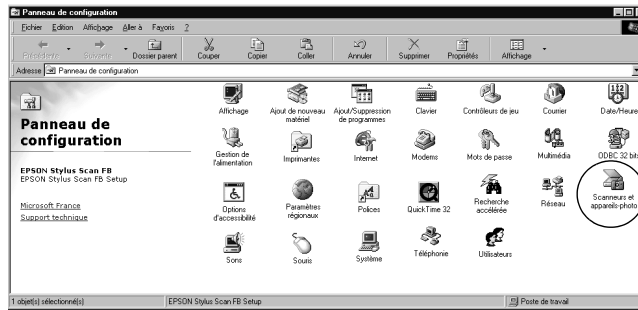 Panneau de configuration
Fichier Edition Affichage Aller à Favoris ?
Précédente Suivante Dossier parent Couper Copier Coller Annuler Supprimer Propriétés Affichage
Adresse Panneau de configuration
Panneau de
configuration
EPSON Stylus Scan FB
EPSON Stylus Scan FB Setup
Microsoft France
Support technique
Affichage
Ajout de nouveau
matériel
Ajout/Suppression
de programmes
Clavier
Contrôleurs de jeu
Courrier
Date/Heure
Gestion de
l'alimentation
Imprimantes
Internet
Modems
Mots de passe
Multimédia
ODBC 32 bits
Options
d'accessibilité
Paramètres
régionaux
Polices
QuickTime 32
Recherche
accélérée
Réseau
Scanneurs et
appareils-photo
Sons
Souris
Système
Téléphonie
Utilisateurs
1 objet(s) sélectionné(s) EPSON Stylus Scan FB Setup Poste de travail